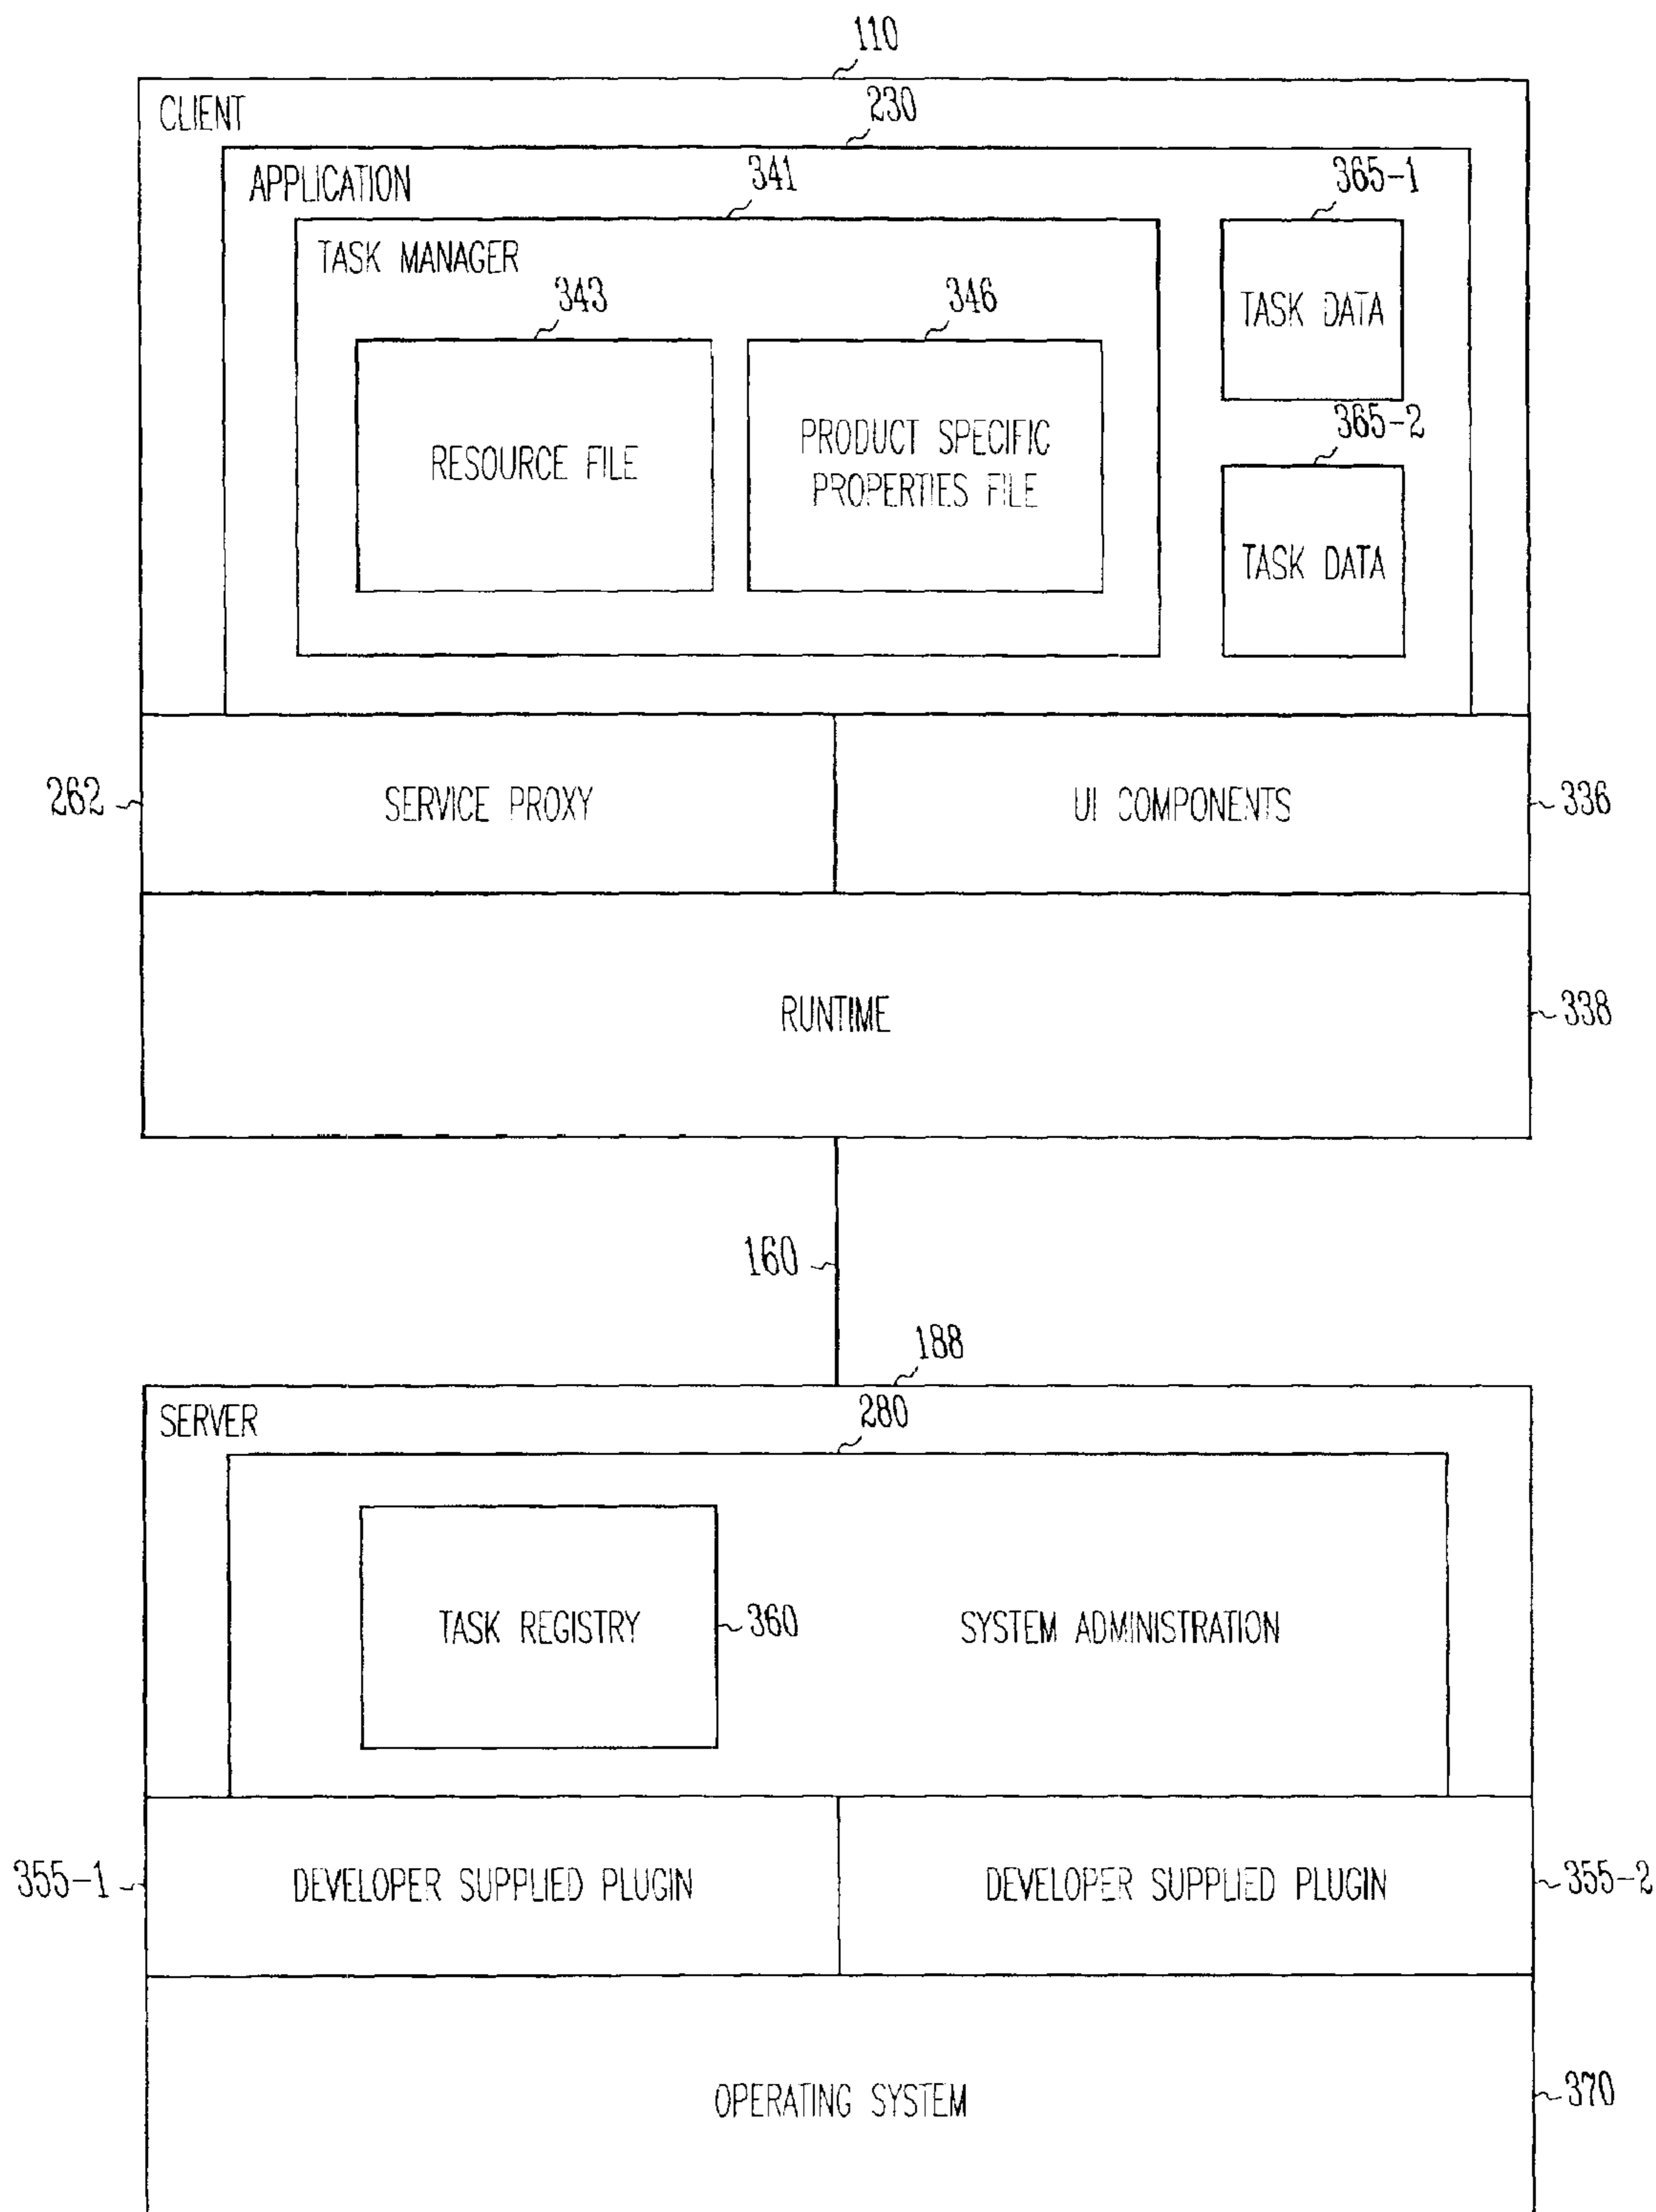 110
CLIENT
230
APPLICATION
341
365-1
TASK MANAGER
343
346
TASK DATA
RESOURCE FILE
PRODUCT SPECIFIC
PROPERTIES FILE
365-2
TASK DATA
262
SERVICE PROXY
UI COMPONENTS
336
RUNTIME
338
160
188
SERVER
280
TASK REGISTRY
360
SYSTEM ADMINISTRATION
355-1
DEVELOPER SUPPLIED PLUGIN
DEVELOPER SUPPLIED PLUGIN
355-2
OPERATING SYSTEM
370